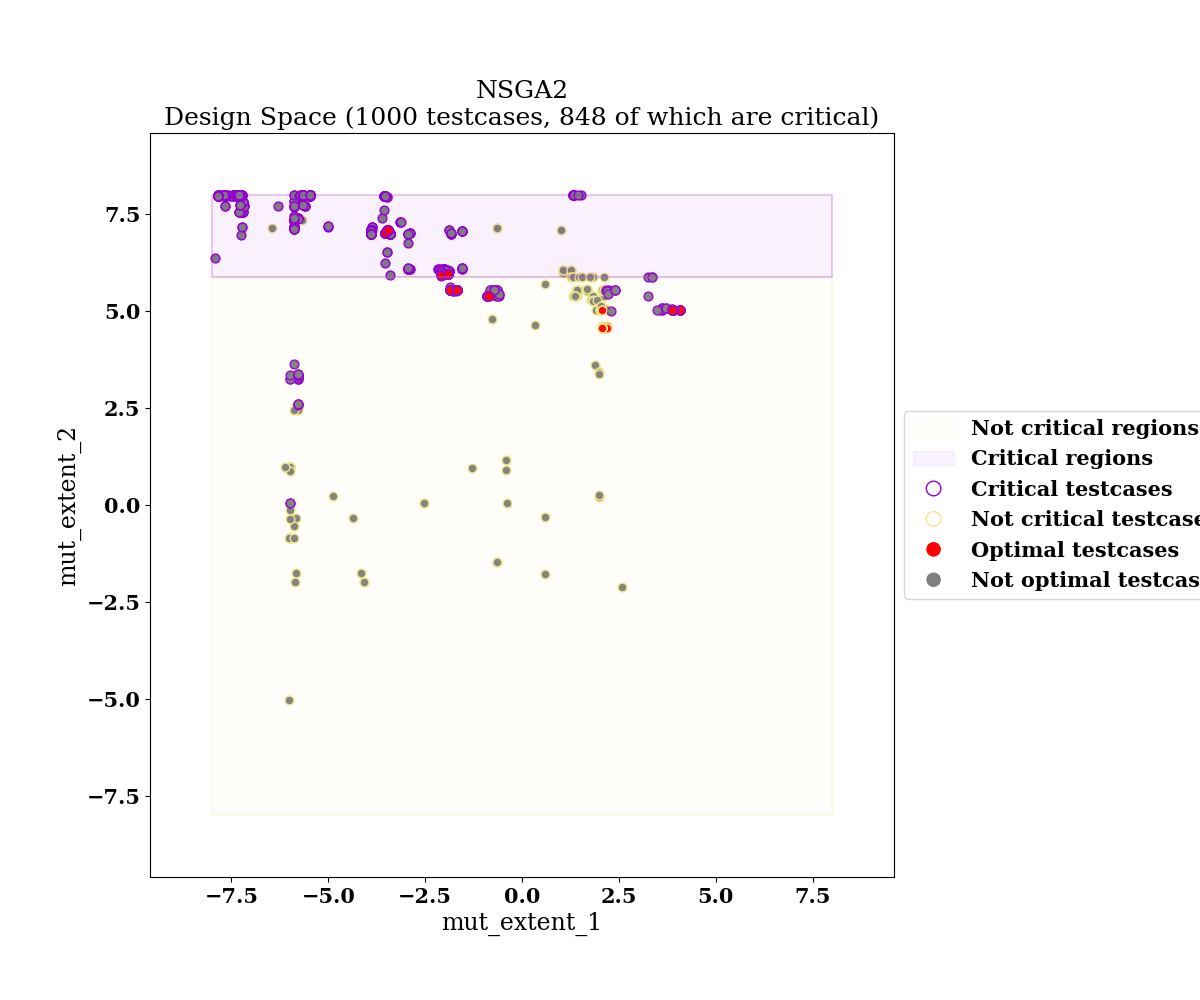 NSGA2
Design Space (1000 testcases, 848 of which are critical)
7.5
5.0
2.5
0.0
−2.5
−5.0
−7.5
mut_extent_2
−7.5 −5.0 −2.5 0.0 2.5 5.0 7.5
mut_extent_1
Not critical regions
Critical regions
Critical testcases
Not critical testcase
Optimal testcases
Not optimal testcas